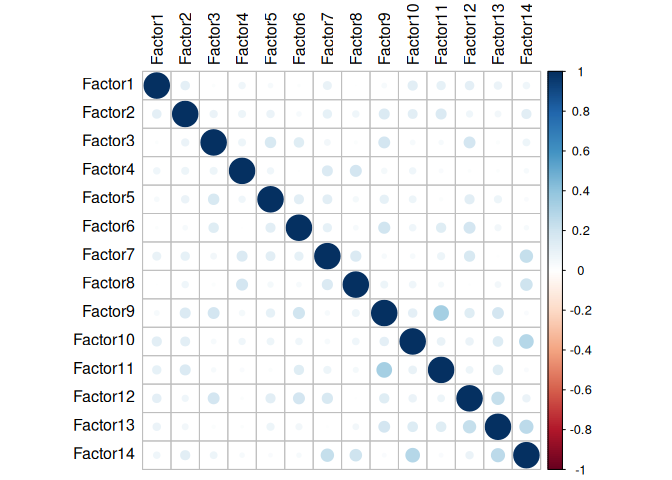 Factor1
Factor2
Factor3
Factor4
Factor5
Factor6
Factor7
Factor8
Factor9
Factor10
Factor11
Factor12
Factor13
Factor14
Factor1
Factor2
Factor3
Factor4
Factor5
Factor6
Factor7
Factor8
Factor9
Factor10
Factor11
Factor12
Factor13
Factor14
1
0.8
0.6
0.4
0.2
0
-0.2
-0.4
-0.6
-0.8
-1